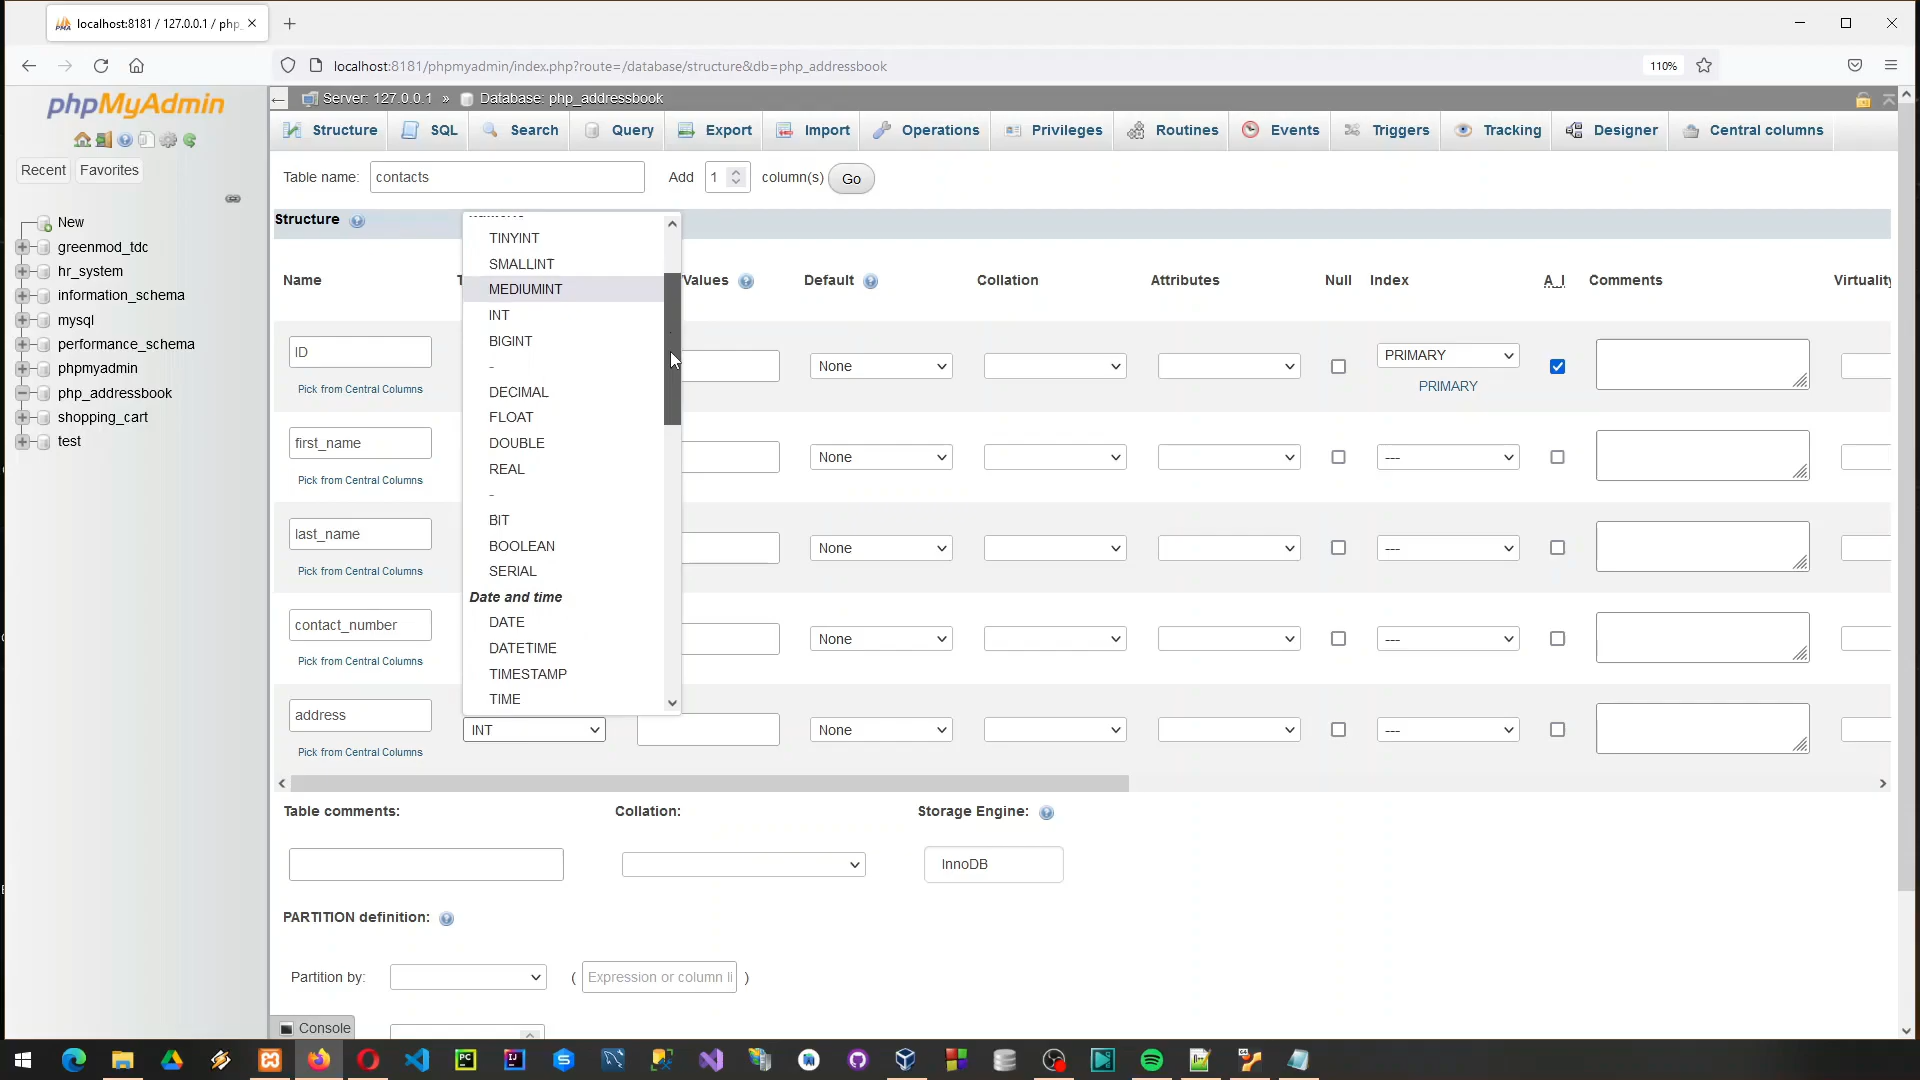 localhost:8181 / 127.0.0.1 / php_
localhost:8181/phpmyadmin/index.php?route=/database/structure&db=php_addressbook
110%
phpMyAdmin
Server: 127.0.0.1 » Database: php_addressbook
Structure SQL Search Query Export Import Operations Privileges Routines Events Triggers Tracking Designer Central columns
Recent Favorites
New
greenmod_tdc
hr_system
information_schema
mysql
performance_schema
phpmyadmin
php_addressbook
shopping_cart
test
Table name: contacts Add 1 column(s) Go
Structure
Name Values Default Collation Attributes Null Index A_I Comments Virtuality
TINYINT
SMALLINT
MEDIUMINT
INT
BIGINT
-
DECIMAL
FLOAT
DOUBLE
REAL
-
BIT
BOOLEAN
SERIAL
Date and time
DATE
DATETIME
TIMESTAMP
TIME
ID None PRIMARY
Pick from Central Columns PRIMARY
first_name None ---
Pick from Central Columns
last_name None ---
Pick from Central Columns
contact_number None ---
Pick from Central Columns
address INT None ---
Pick from Central Columns
Table comments: Collation: Storage Engine:
InnoDB
PARTITION definition:
Partition by: ( Expression or column li )
Console